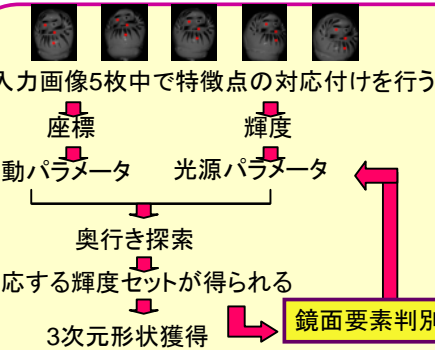 入力画像5枚中で特徴点の対応付けを行う
座標 輝度
動パラメータ 光源パラメータ
奥行き探索
応する輝度セットが得られる
鏡面要素判別
3次元形状獲得